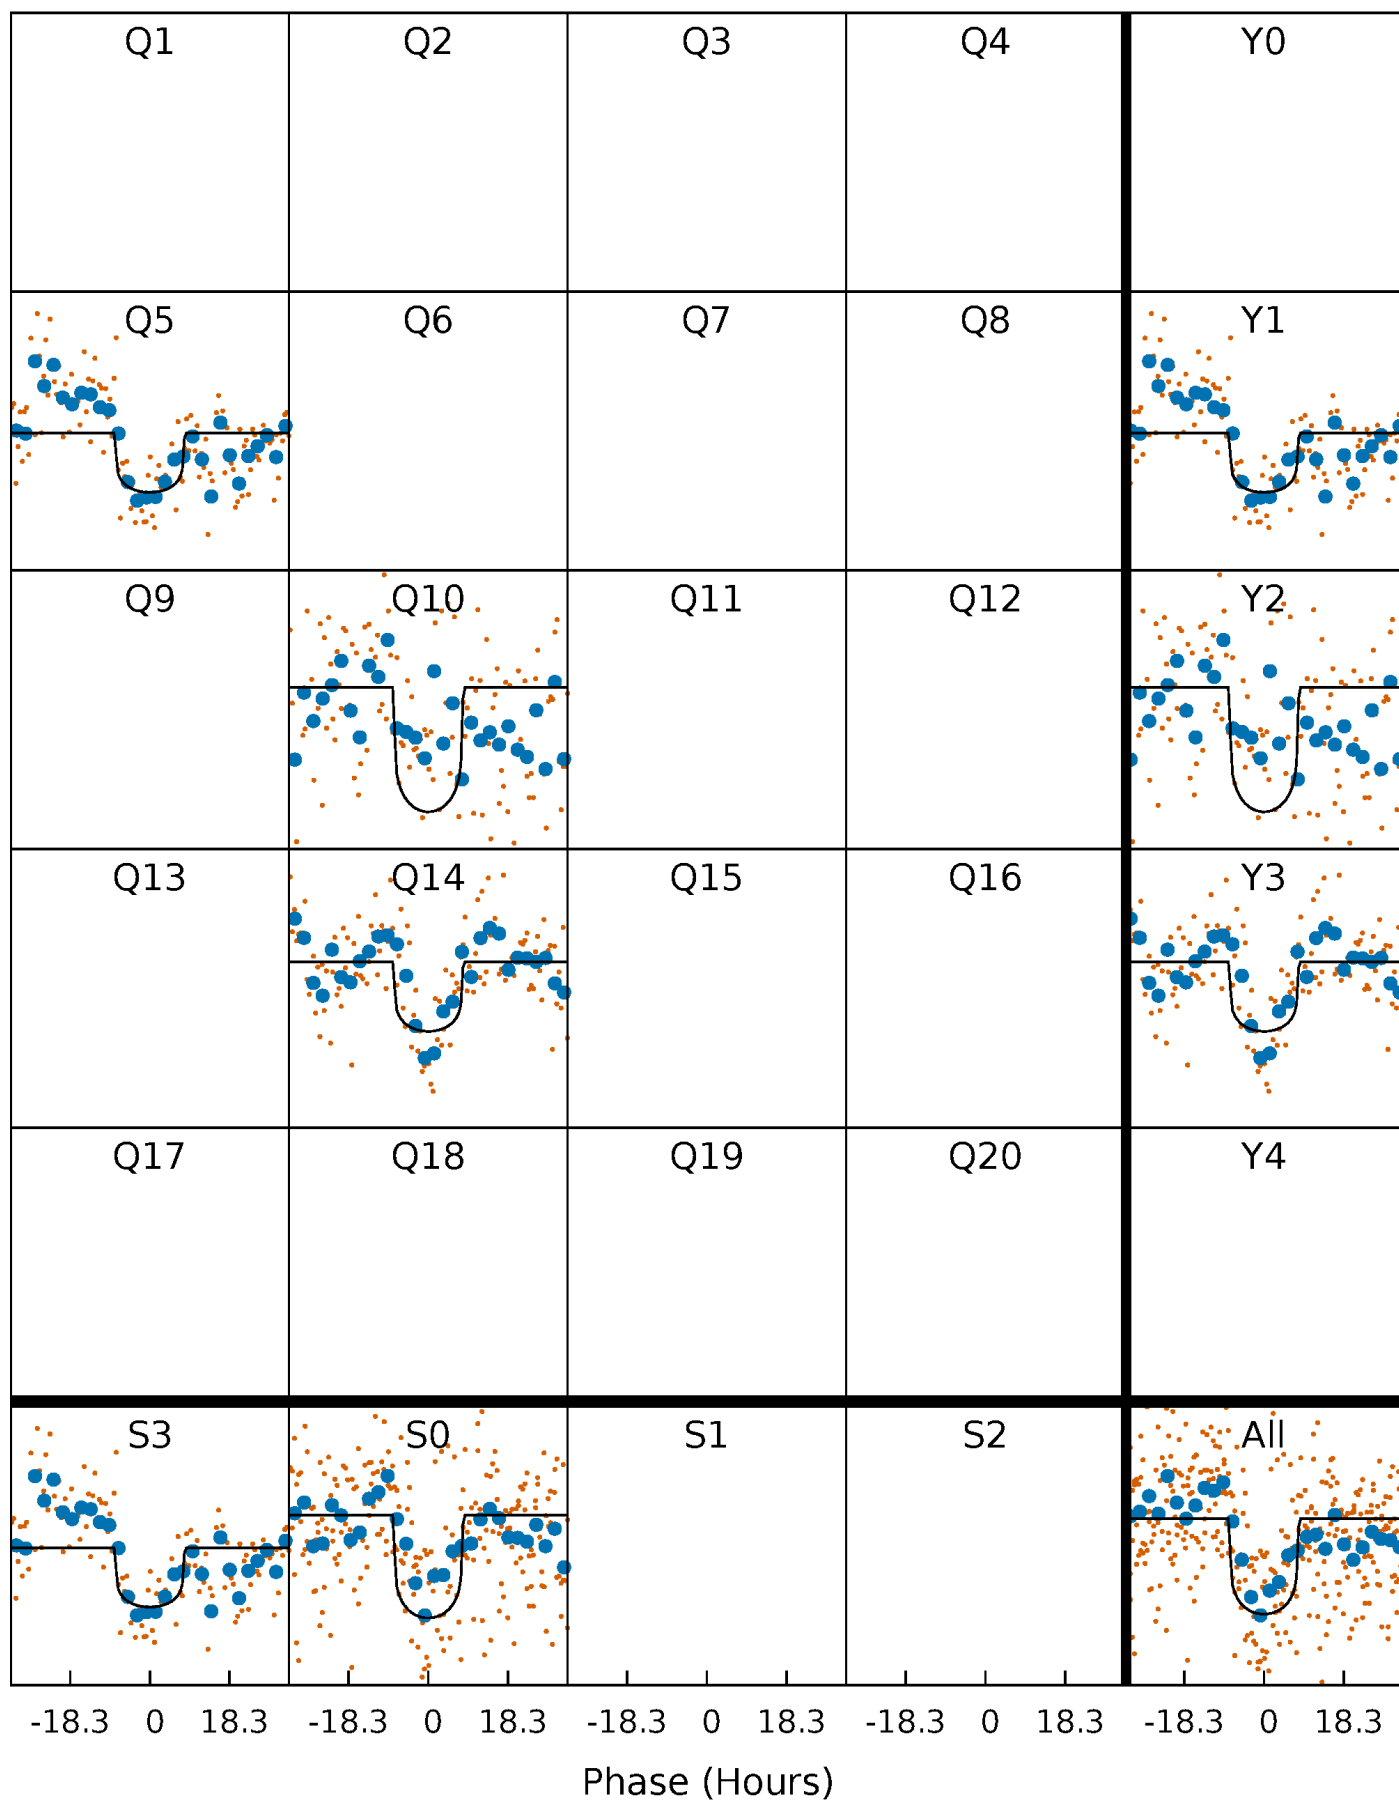 Q1 Q2 Q3 Q4 Y0
Q5 Q6 Q7 Q8 Y1
Q9 Q10 Q11 Q12 Y2
Q13 Q14 Q15 Q16 Y3
Q17 Q18 Q19 Q20 Y4
S3 S0 S1 S2 All
-18.3 0 18.3 -18.3 0 18.3 -18.3 0 18.3 -18.3 0 18.3 -18.3 0 18.3
Phase (Hours)